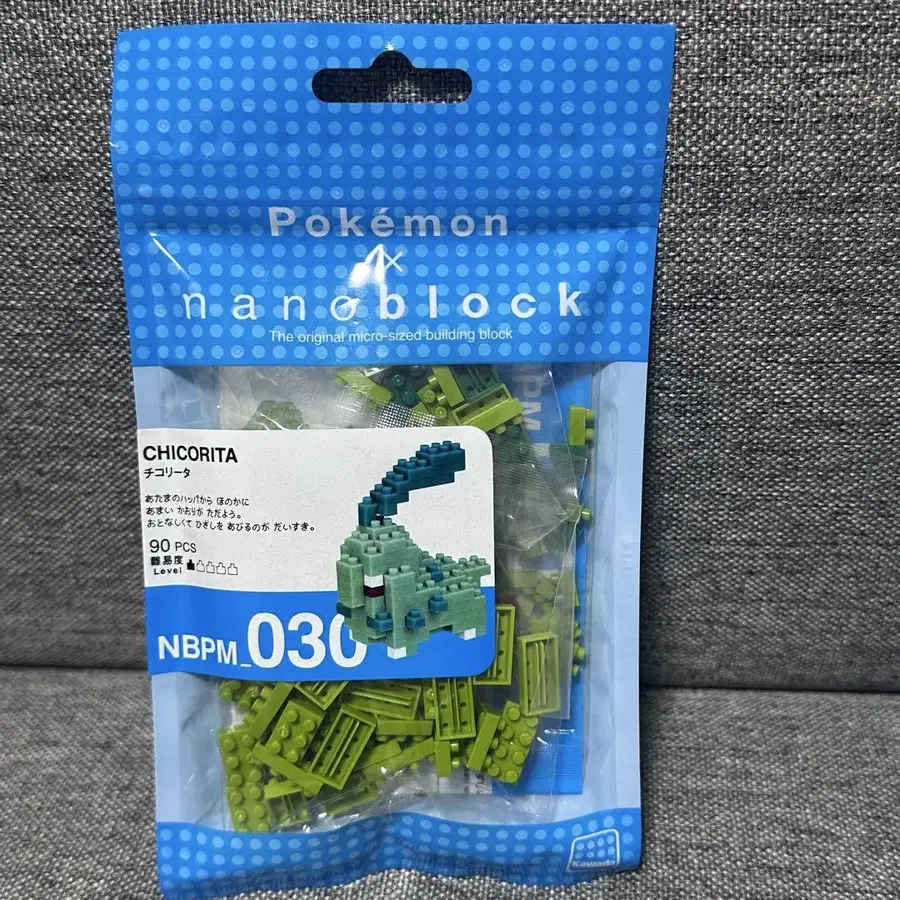 Pokémon
×
nanoblock
The original micro-sized building block
PM
CHICORITA
チコリータ
あたまのハッパから ほのかに
あまい かおりが ただよう。
おとなしくて ひざしを あびるのが だいすき。
90 PCS
難易度
Level
NBPM_030
Kawada